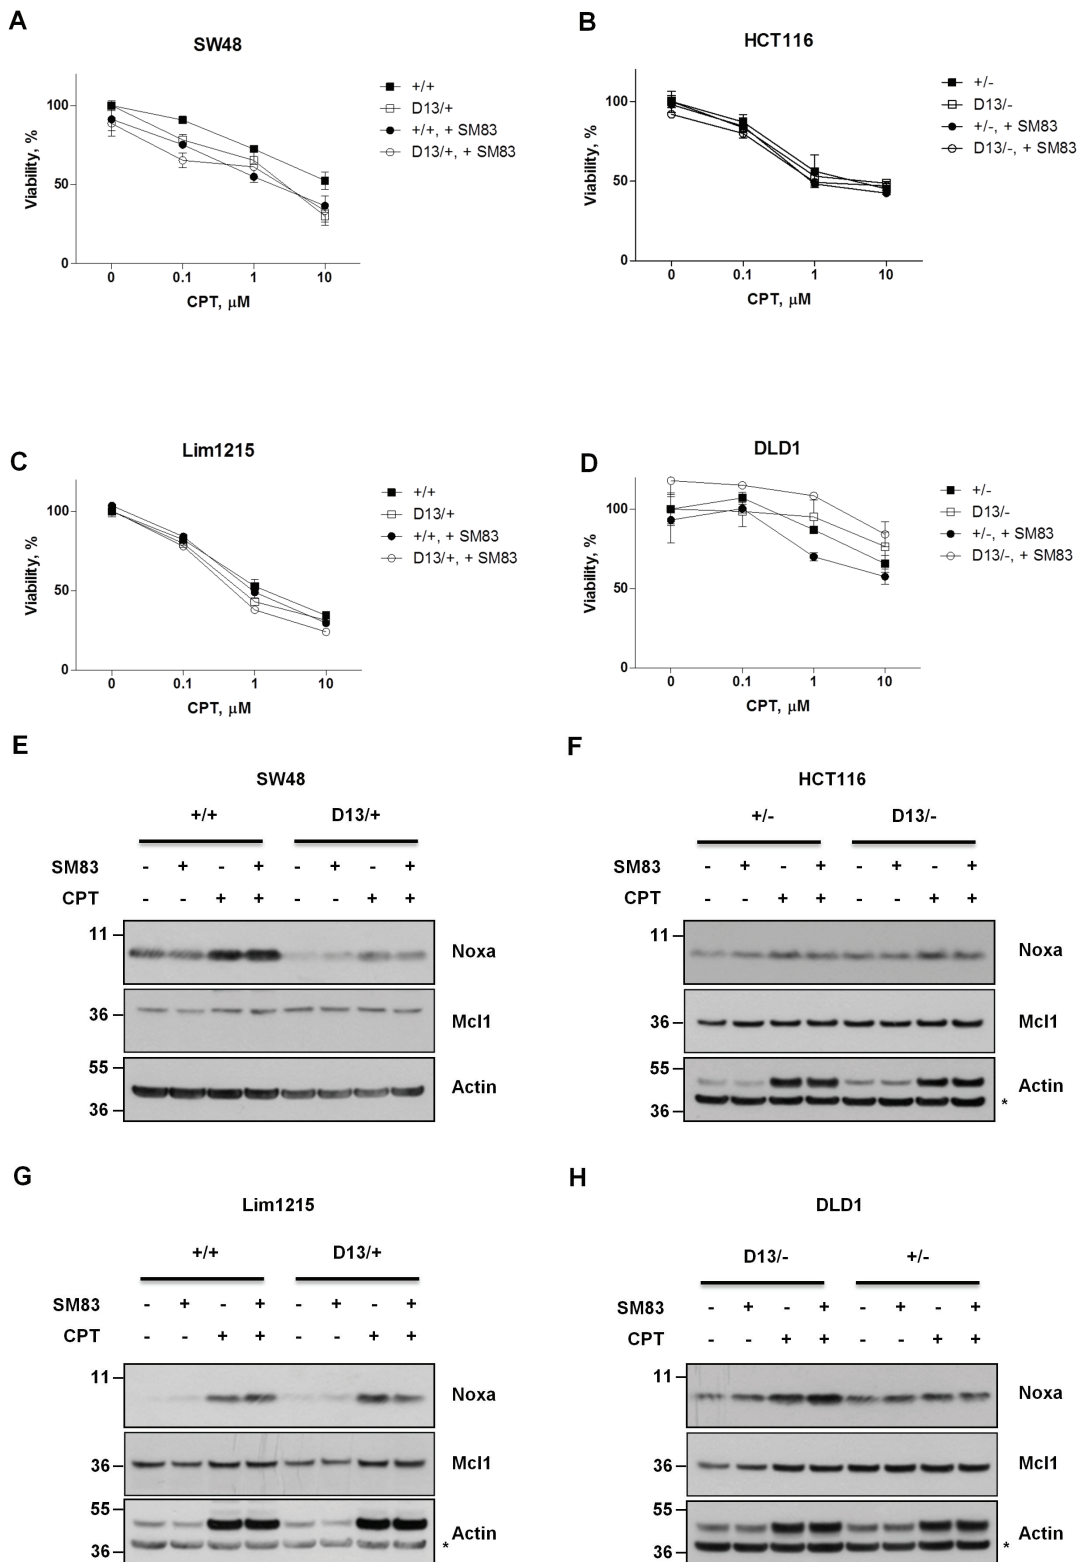 A
SW48
Viability, %
100
50
0
0 0.1 1 10
CPT, μM
+/+
D13/+
+/+, + SM83
D13/+, + SM83
B
HCT116
Viability, %
100
50
0
0 0.1 1 10
CPT, μM
+/-
D13/-
+/-, + SM83
D13/-, + SM83
C
Lim1215
Viability, %
100
50
0
0 0.1 1 10
CPT, μM
+/+
D13/+
+/+, + SM83
D13/+, + SM83
D
DLD1
Viability, %
100
50
0
0 0.1 1 10
CPT, μM
+/-
D13/-
+/-, + SM83
D13/-, + SM83
E
SW48
+/+ D13/+
SM83 - + - + - + - +
CPT - - + + - - + +
11 Noxa
36 Mcl1
55
Actin
36
F
HCT116
+/- D13/-
SM83 - + - + - + - +
CPT - - + + - - + +
11 Noxa
36 Mcl1
55
Actin
36 *
G
Lim1215
+/+ D13/+
SM83 - + - + - + - +
CPT - - + + - - + +
11 Noxa
36 Mcl1
55
Actin
36 *
H
DLD1
D13/- +/-
SM83 - + - + - + - +
CPT - - + + - - + +
11 Noxa
36 Mcl1
55
Actin
36 *